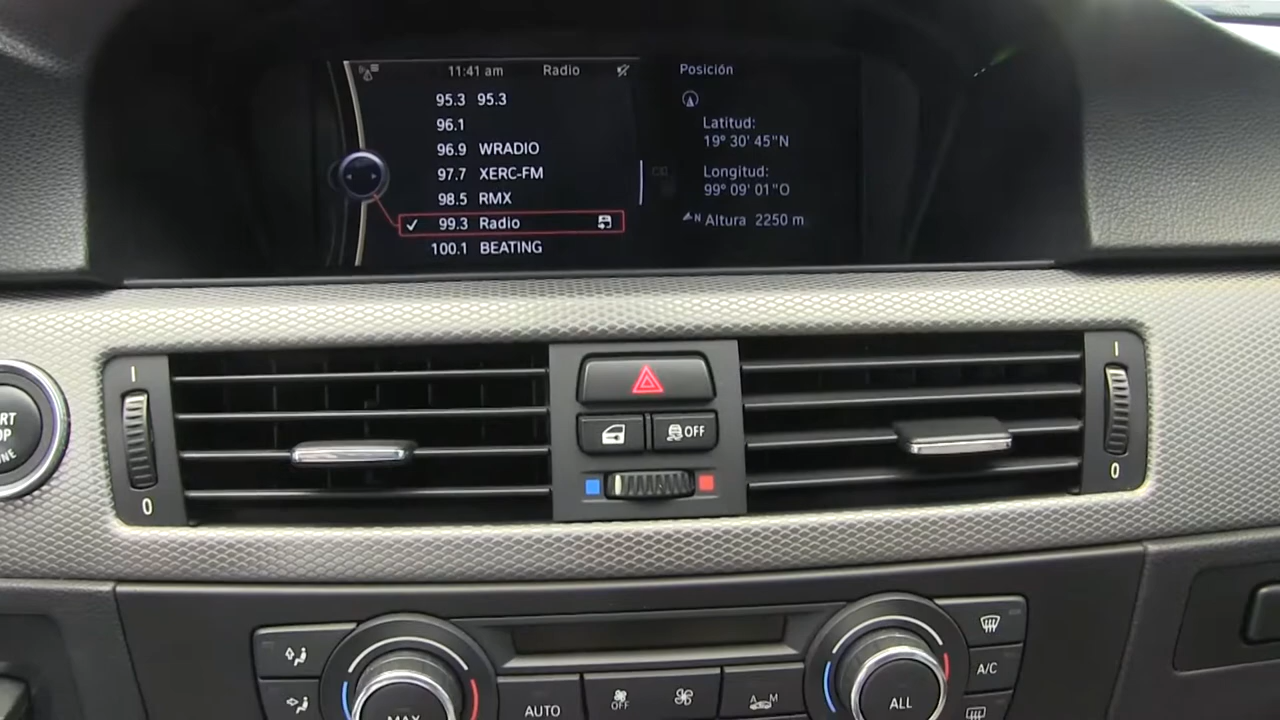 11:41 am Radio
95.3 95.3
96.1
96.9 WRADIO
97.7 XERC-FM
98.5 RMX
99.3 Radio
100.1 BEATING
Posición
Latitud:
19° 30' 45"N
Longitud:
99° 09' 01"O
N Altura 2250 m
I
0
OFF
I
0
MAX
AUTO
OFF
A M
ALL
A/C